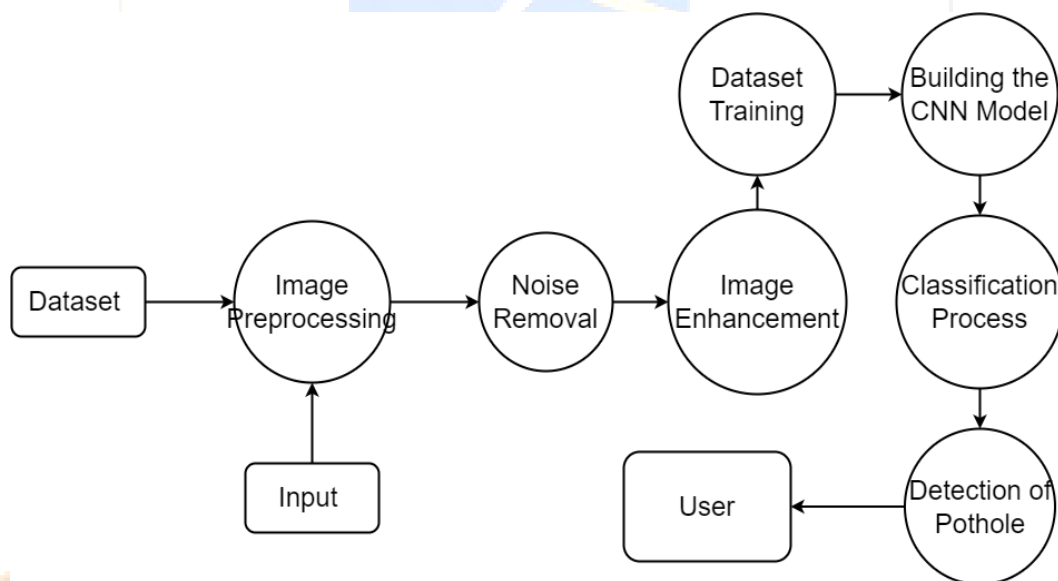 Dataset
Image
Preprocessing
Input
Noise
Removal
Image
Enhancement
Dataset
Training
Building the
CNN Model
Classification
Process
Detection of
Pothole
User